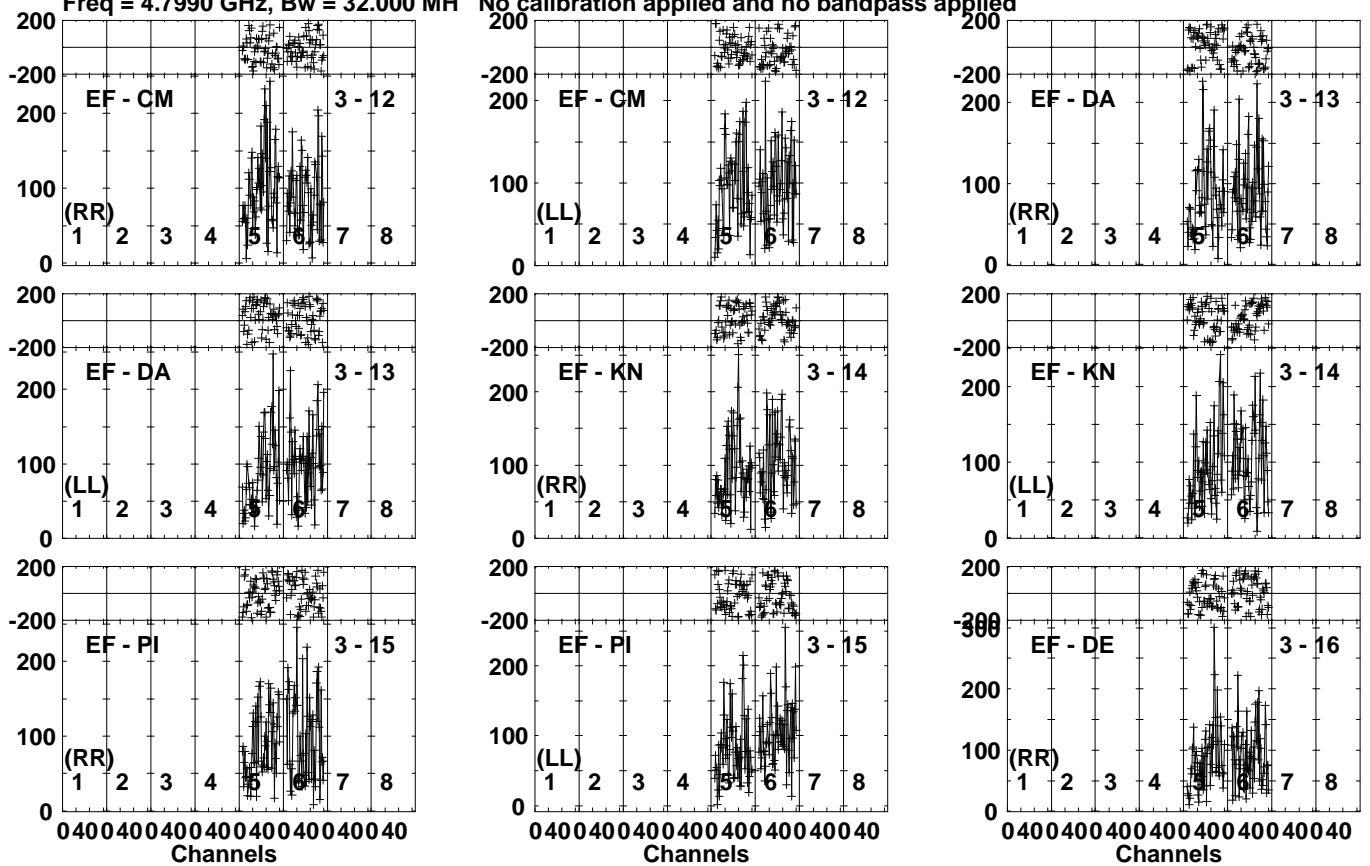 Freq = 4.7990 GHz, Bw = 32.000 MH No calibration applied and no bandpass applied
200
-200
EF - CM 3 - 12
200
100
0
(RR)
1 2 3 4 5 6 7 8
-200
EF - CM 3 - 12
200
100
0
(LL)
1 2 3 4 5 6 7 8
200
-200
EF - DA 3 - 13
200
100
0
(RR)
1 2 3 4 5 6 7 8
200
-200
EF - DA 3 - 13
200
100
0
(LL)
1 2 3 4 5 6 7 8
200
-200
EF - KN 3 - 14
200
100
0
(RR)
1 2 3 4 5 6 7 8
200
-200
EF - KN 3 - 14
200
100
0
(LL)
1 2 3 4 5 6 7 8
200
-200
EF - PI 3 - 15
200
100
0
(RR)
1 2 3 4 5 6 7 8
0 40 0 40 0 40 0 40 0 40 0 40 0 40 0 40
Channels
200
-200
EF - PI 3 - 15
200
100
0
(LL)
1 2 3 4 5 6 7 8
0 40 0 40 0 40 0 40 0 40 0 40 0 40 0 40
Channels
200
-200
EF - DE 3 - 16
300
200
100
0
(RR)
1 2 3 4 5 6 7 8
0 40 0 40 0 40 0 40 0 40 0 40 0 40 0 40
Channels